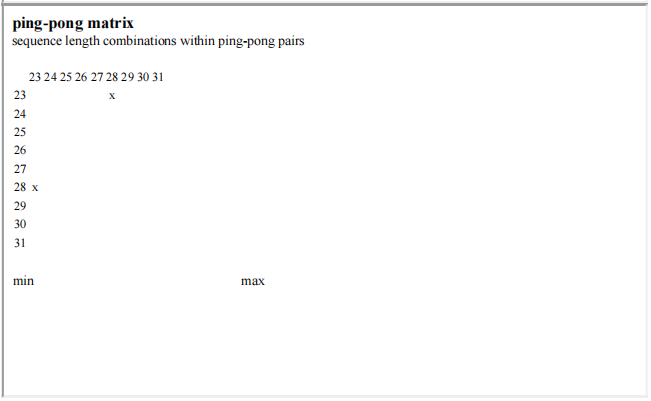 ping-pong matrix
sequence length combinations within ping-pong pairs
23 24 25 26 27 28 29 30 31
23 x
24
25
26
27
28 x
29
30
31
min max